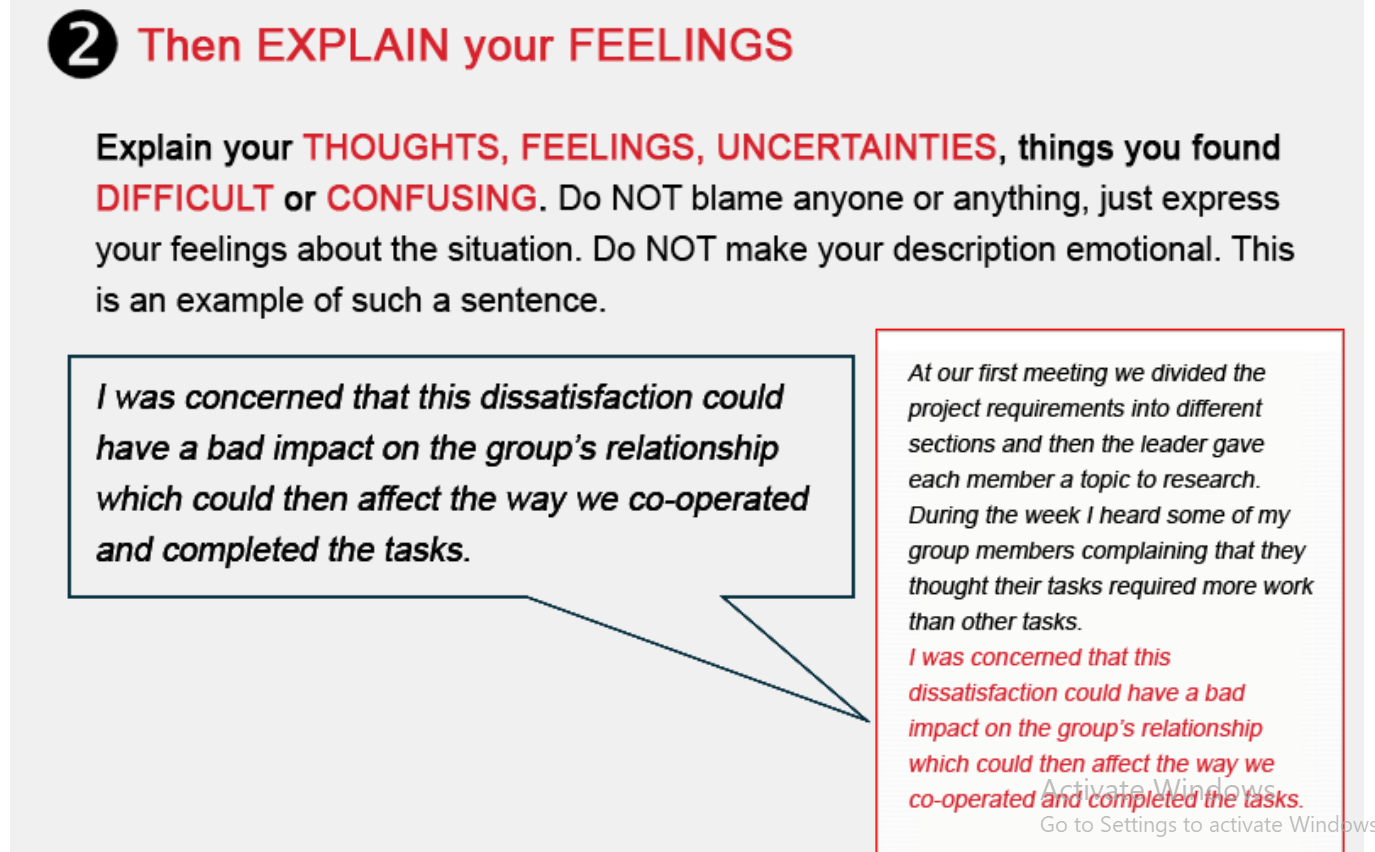 2 Then EXPLAIN your FEELINGS
Explain your THOUGHTS, FEELINGS, UNCERTAINTIES, things you found
DIFFICULT or CONFUSING. Do NOT blame anyone or anything, just express
your feelings about the situation. Do NOT make your description emotional. This
is an example of such a sentence.
I was concerned that this dissatisfaction could
have a bad impact on the group’s relationship
which could then affect the way we co-operated
and completed the tasks.
At our first meeting we divided the
project requirements into different
sections and then the leader gave
each member a topic to research.
During the week I heard some of my
group members complaining that they
thought their tasks required more work
than other tasks.
I was concerned that this
dissatisfaction could have a bad
impact on the group’s relationship
which could then affect the way we
co-operated and completed the tasks.
Activate Windows
Go to Settings to activate Windows